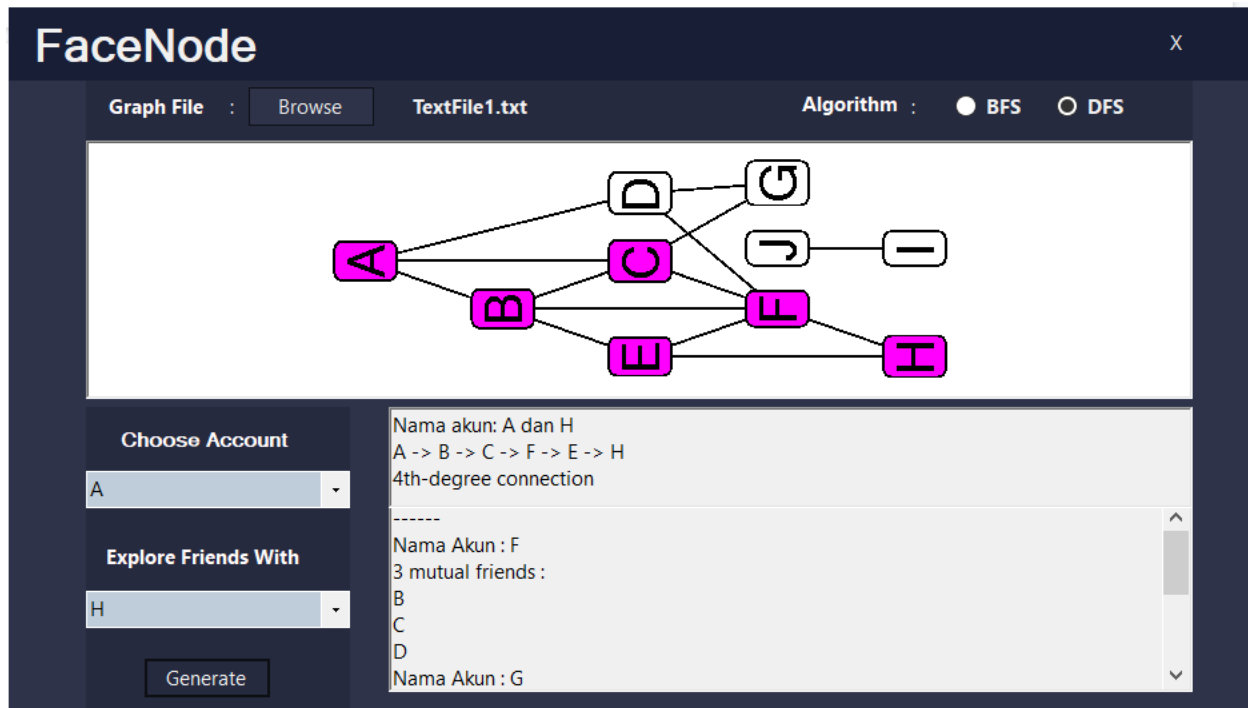 FaceNode
X
Graph File : Browse TextFile1.txt Algorithm : BFS DFS
D G
A C J I
B F
E H
Choose Account
A
Explore Friends With
H
Generate
Nama akun: A dan H
A -> B -> C -> F -> E -> H
4th-degree connection
------
Nama Akun : F
3 mutual friends :
B
C
D
Nama Akun : G